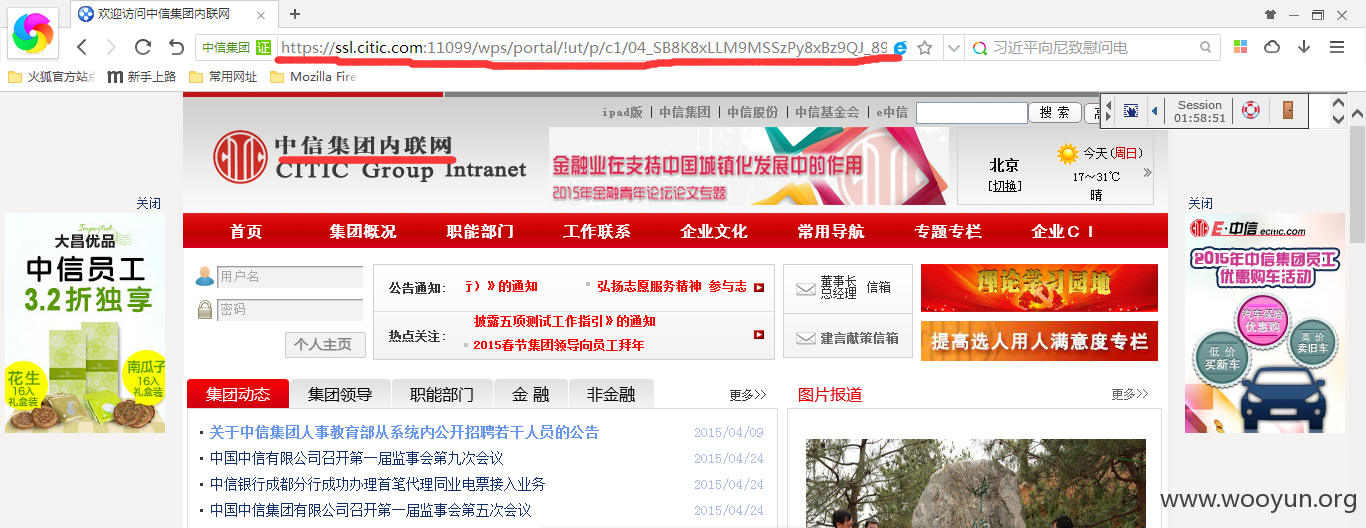 欢迎访问中信集团内联网
中信集团 证 https://ssl.citic.com:11099/wps/portal/!ut/p/c1/04_SB8K8xLLM9MSSzPy8xBz9QJ_89
习近平向尼致慰问电
火狐官方站点 新手上路 常用网址 Mozilla Fire
ipad版 | 中信集团 | 中信股份 | 中信基金会 | e中信 搜 索
Session
01:58:51
中信集团内联网
CITIC Group Intranet
金融业在支持中国城镇化发展中的作用
2015年金融青年论坛论文专题
北京
[切换]
今天(周日)
17～31℃
晴
关闭
关闭
首页 集团概况 职能部门 工作联系 企业文化 常用导航 专题专栏 企业ＣＩ
Imported
大昌优品
中信员工
3.2折独享
花生
16入
礼盒装
南瓜子
16入
礼盒装
用户名
密码
个人主页
公告通知: 》的通知 弘扬志愿服务精神 参与志
热点关注: 披露五项测试工作指引》的通知
2015春节集团领导向员工拜年
董事长
总经理 信箱
建言献策信箱
理论学习园地
提高选人用人满意度专栏
E·中信 ecitic.com
2015年中信集团员工
优惠购车活动
汽车保险
优惠购
低价
买新车
高价
卖旧车
集团动态 集团领导 职能部门 金 融 非金融 更多>>
图片报道 更多>>
关于中信集团人事教育部从系统内公开招聘若干人员的公告 2015/04/09
中国中信有限公司召开第一届监事会第九次会议 2015/04/24
中信银行成都分行成功办理首笔代理同业电票接入业务 2015/04/24
中国中信集团有限公司召开第一届监事会第五次会议 2015/04/24
www.wooyun.org